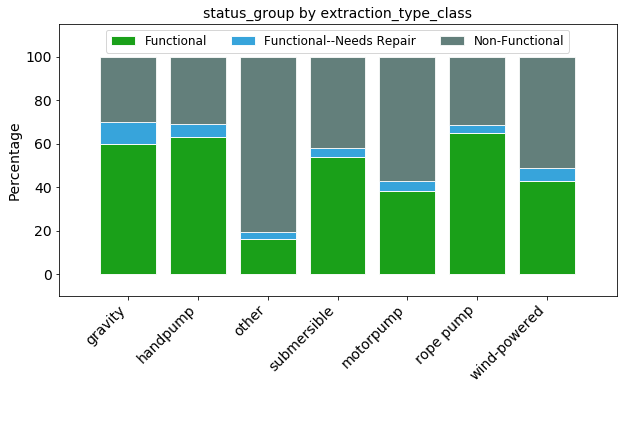 status_group by extraction_type_class
Functional
Functional--Needs Repair
Non-Functional
Percentage
100
80
60
40
20
0
gravity
handpump
other
submersible
motorpump
rope pump
wind-powered